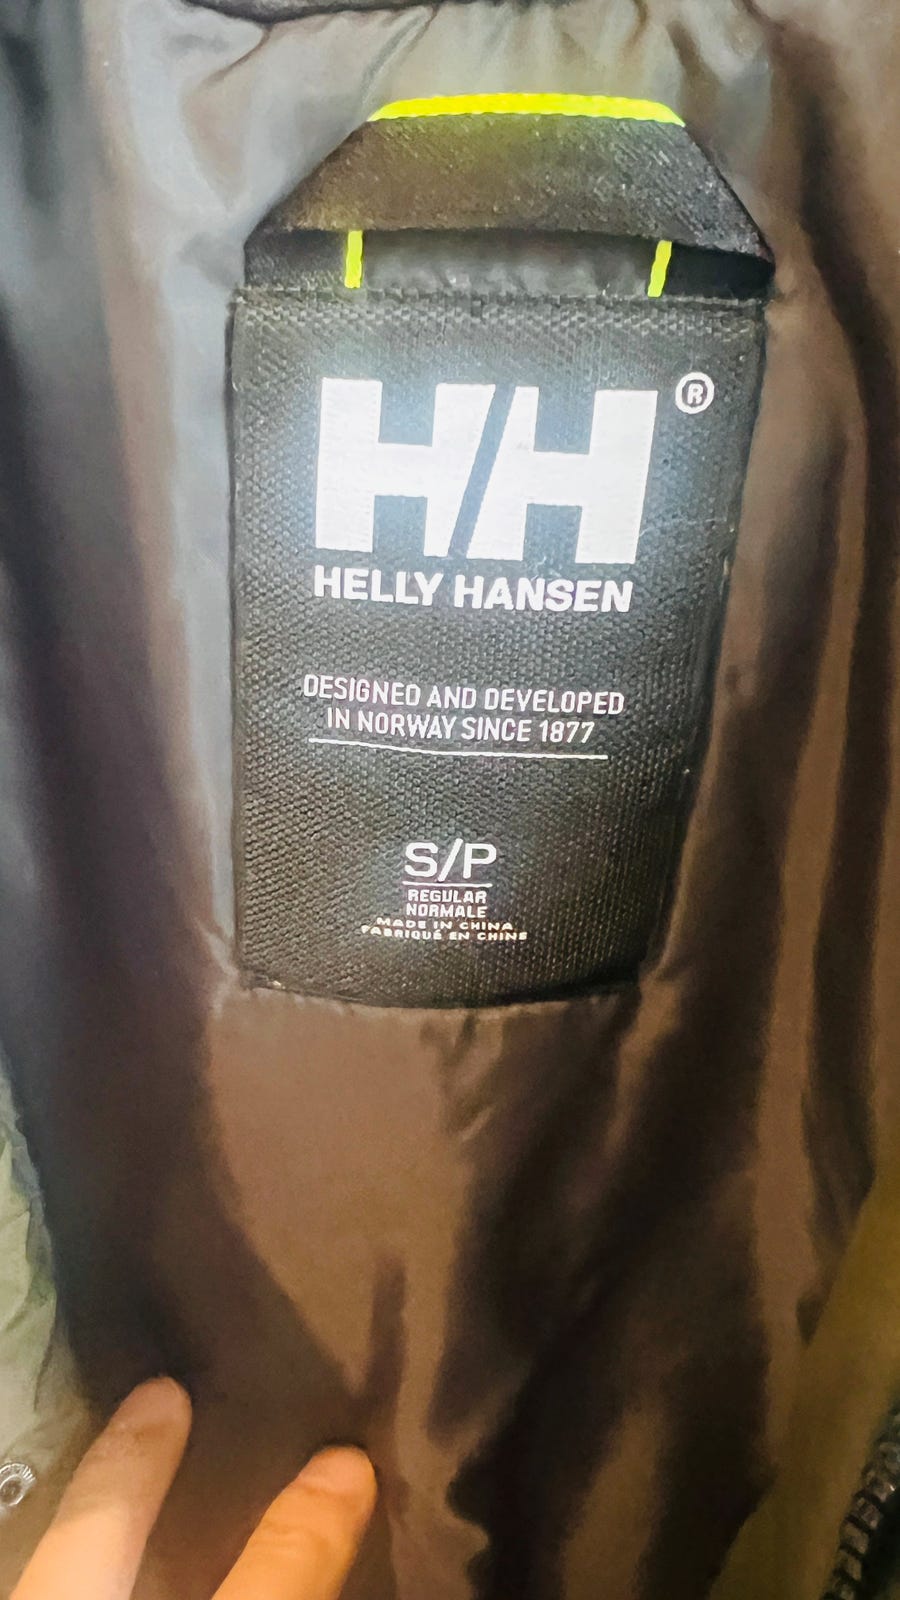 HH®
HELLY HANSEN
DESIGNED AND DEVELOPED
IN NORWAY SINCE 1877
S/P
REGULAR
NORMALE
MADE IN CHINA
FABRIQUÉ EN CHINE